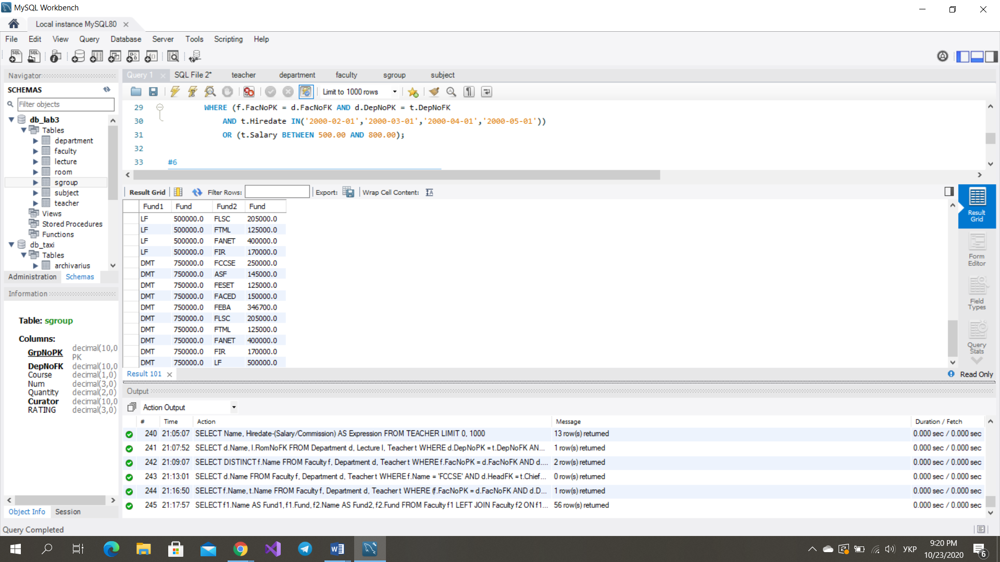 MySQL Workbench
Local instance MySQL80
File Edit View Query Database Server Tools Scripting Help
Navigator
SCHEMAS
Filter objects
db_lab3
Tables
department
faculty
lecture
room
sgroup
subject
teacher
Views
Stored Procedures
Functions
db_taxi
Tables
archivarius
Administration Schemas
Information
Table: sgroup
Columns:
GrpNoPK decimal(10,0
PK
DepNoFK decimal(10,0
Course decimal(1,0)
Num decimal(3,0)
Quantity decimal(2,0)
Curator decimal(10,0
RATING decimal(3,0)
Object Info Session
Query Completed
Query 1 SQL File 2* teacher department faculty sgroup subject
Limit to 1000 rows
29 WHERE (f.FacNoPK = d.FacNoFK AND d.DepNoPK = t.DepNoFK
30 AND t.Hiredate IN('2000-02-01','2000-03-01','2000-04-01','2000-05-01'))
31 OR (t.Salary BETWEEN 500.00 AND 800.00);
32
33 #6
Result Grid Filter Rows: Export: Wrap Cell Content:
Fund1 Fund Fund2 Fund
LF 500000.0 FLSC 205000.0
LF 500000.0 FTML 125000.0
LF 500000.0 FANET 400000.0
LF 500000.0 FIR 170000.0
DMT 750000.0 FCCSE 250000.0
DMT 750000.0 ASF 145000.0
DMT 750000.0 FESET 125000.0
DMT 750000.0 FACED 150000.0
DMT 750000.0 FEBA 346700.0
DMT 750000.0 FLSC 205000.0
DMT 750000.0 FTML 125000.0
DMT 750000.0 FANET 400000.0
DMT 750000.0 FIR 170000.0
DMT 750000.0 LF 500000.0
Result Grid
Form Editor
Field Types
Query Stats
Result 101
Read Only
Output
Action Output
# Time Action Message Duration / Fetch
240 21:05:07 SELECT Name, Hiredate-(Salary/Commission) AS Expression FROM TEACHER LIMIT 0, 1000 13 row(s) returned 0.000 sec / 0.000 sec
241 21:07:52 SELECT d.Name, l.RomNoFK FROM Department d, Lecture l, Teacher t WHERE d.DepNoPK = t.DepNoFK AN... 1 row(s) returned 0.000 sec / 0.000 sec
242 21:09:07 SELECT DISTINCT f.Name FROM Faculty f, Department d, Teacher t WHERE f.FacNoPK = d.FacNoFK AND d.... 2 row(s) returned 0.000 sec / 0.000 sec
243 21:13:01 SELECT d.Name FROM Faculty f, Department d, Teacher t WHERE f.Name = 'FCCSE' AND d.HeadFK = t.Chief... 0 row(s) returned 0.000 sec / 0.000 sec
244 21:16:50 SELECT f.Name, t.Name FROM Faculty f, Department d, Teacher t WHERE (f.FacNoPK = d.FacNoFK AND d.D... 1 row(s) returned 0.000 sec / 0.000 sec
245 21:17:57 SELECT f1.Name AS Fund1, f1.Fund, f2.Name AS Fund2, f2.Fund FROM Faculty f1 LEFT JOIN Faculty f2 ON f1... 56 row(s) returned 0.000 sec / 0.000 sec
УКР
9:20 PM
10/23/2020
6